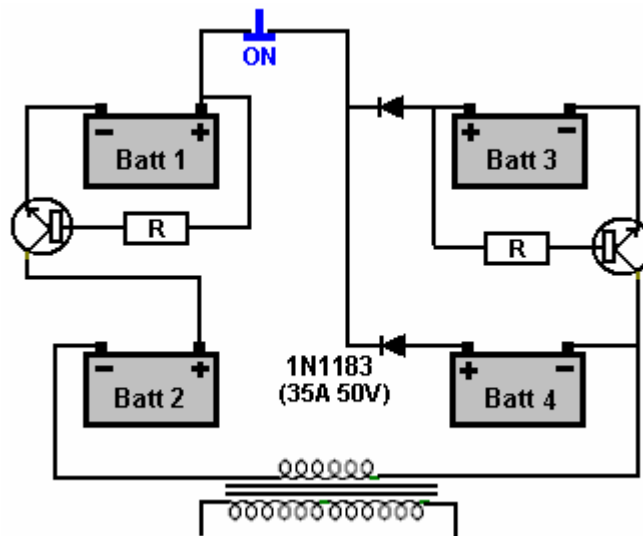 ON
- +
Batt 1
+ -
Batt 3
R
R
- +
Batt 2
1N1183
(35A 50V)
+ -
Batt 4